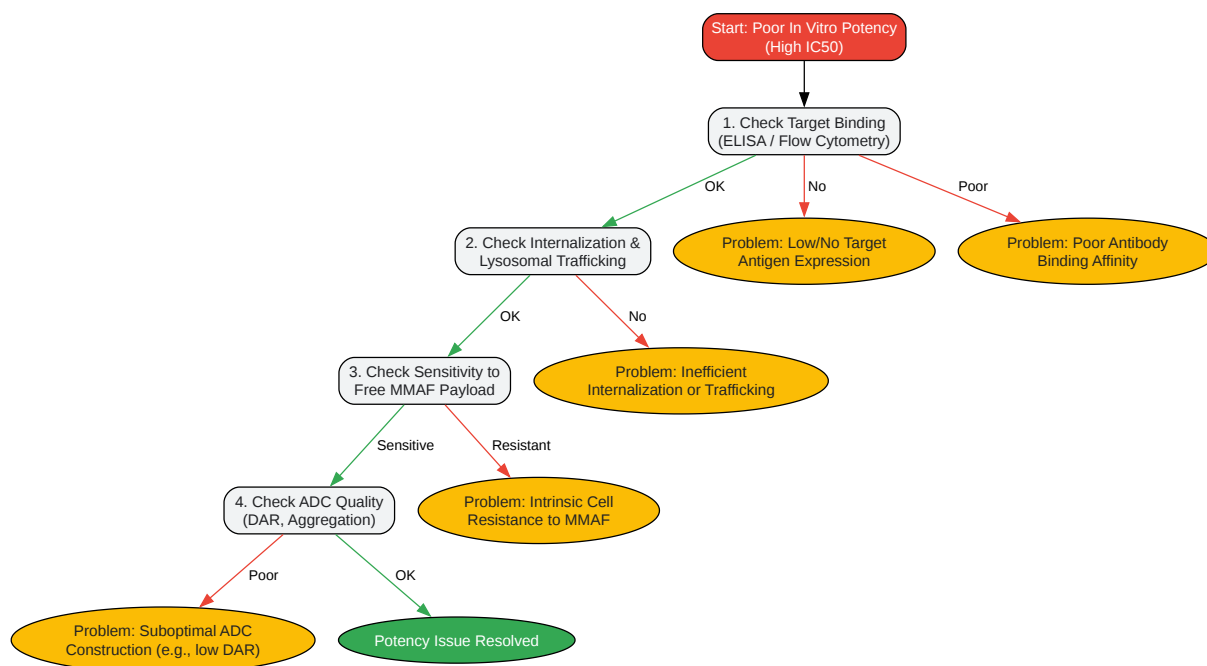 Start: Poor In Vitro Potency
(High IC50)
1. Check Target Binding
(ELISA / Flow Cytometry)
OK
No
Poor
2. Check Internalization &
Lysosomal Trafficking
Problem: Low/No Target
Antigen Expression
Problem: Poor Antibody
Binding Affinity
OK
No
3. Check Sensitivity to
Free MMAF Payload
Problem: Inefficient
Internalization or Trafficking
Sensitive
Resistant
4. Check ADC Quality
(DAR, Aggregation)
Problem: Intrinsic Cell
Resistance to MMAF
Poor
OK
Problem: Suboptimal ADC
Construction (e.g., low DAR)
Potency Issue Resolved